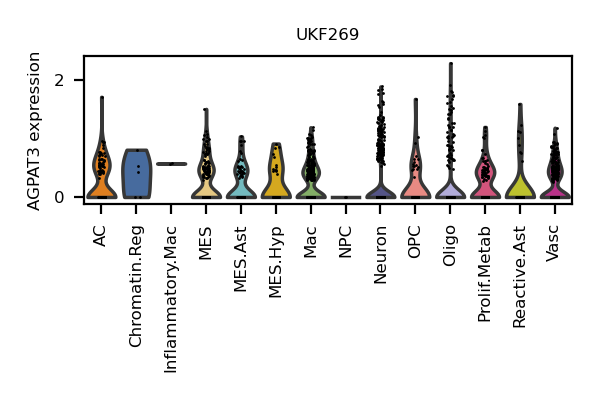 UKF269
AGPAT3 expression
2
0
AC
Chromatin.Reg
Inflammatory.Mac
MES
MES.Ast
MES.Hyp
Mac
NPC
Neuron
OPC
Oligo
Prolif.Metab
Reactive.Ast
Vasc